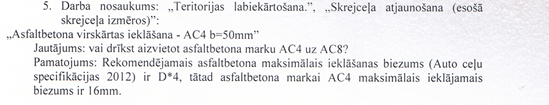 5. Darba nosaukums: „Teritorijas labiekārtošana.”, „Skrejceļa atjaunošana (esošā
skrejceļa izmēros)”:
„Asfaltbetona virskārtas ieklāšana - AC4 b=50mm”
Jautājums: vai drīkst aizvietot asfaltbetona marku AC4 uz AC8?
Pamatojums: Rekomendējamais asfaltbetona maksimālais ieklāšanas biezums (Auto ceļu
specifikācijas 2012) ir D*4, tātad asfaltbetona markai AC4 maksimālais ieklājamais
biezums ir 16mm.